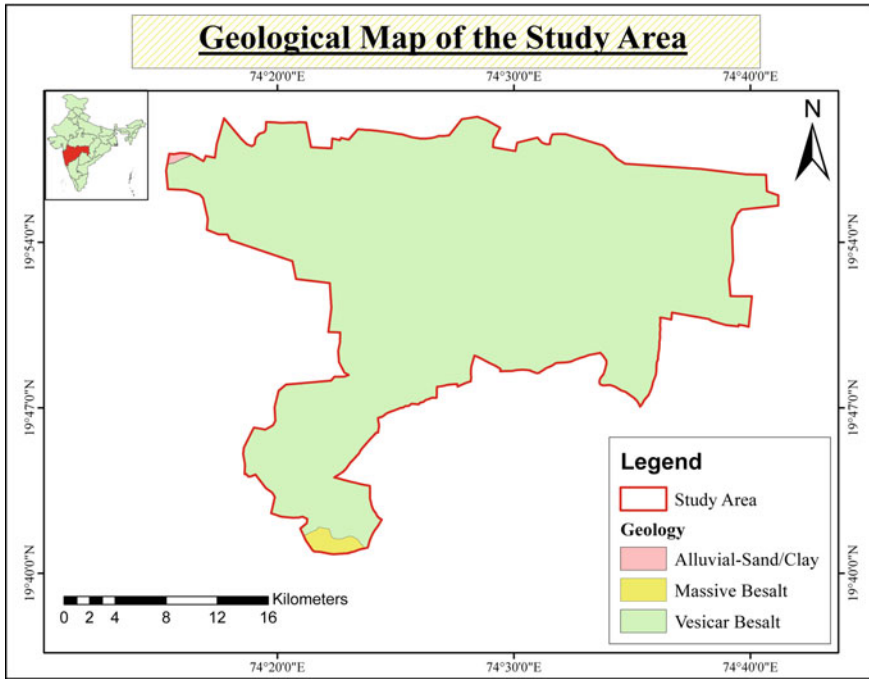 Geological Map of the Study Area
74°20'0"E 74°30'0"E 74°40'0"E
N
19°54'0"N 19°54'0"N
19°47'0"N 19°47'0"N
19°40'0"N 19°40'0"N
Legend
Study Area
Geology
Alluvial-Sand/Clay
Massive Besalt
Vesicar Besalt
Kilometers
0 2 4 8 12 16
74°20'0"E 74°30'0"E 74°40'0"E